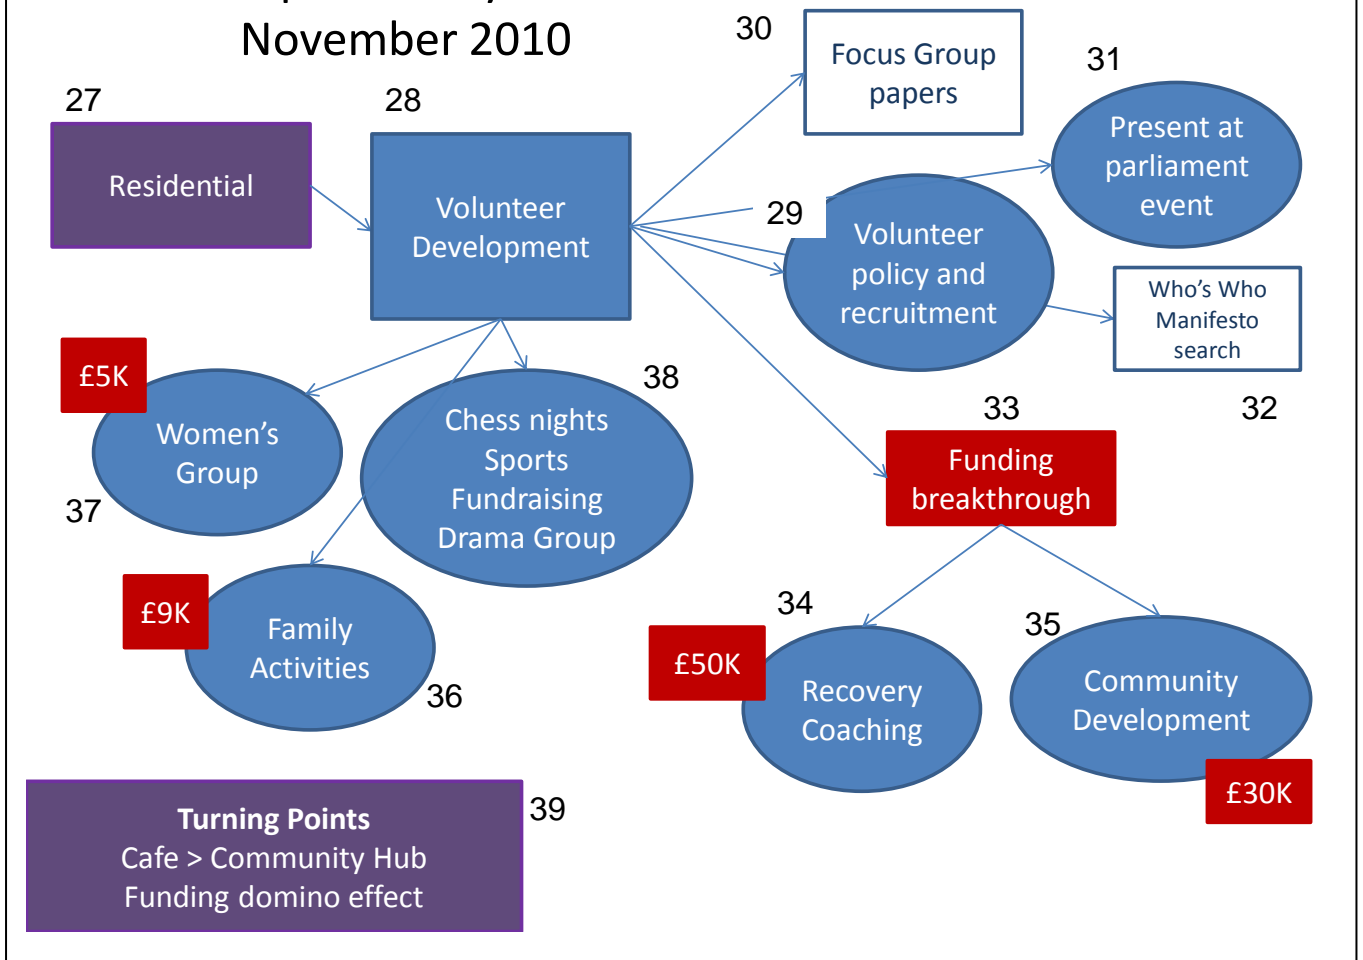 November 2010
27
28
30
31
Focus Group
papers
Present at
parliament
event
Residential
Volunteer
Development
29
Volunteer
policy and
recruitment
Who's Who
Manifesto
search
32
£5K
Women's
Group
37
38
Chess nights
Sports
Fundraising
Drama Group
33
Funding
breakthrough
£9K
Family
Activities
36
34
£50K
Recovery
Coaching
35
Community
Development
£30K
39
Turning Points
Cafe > Community Hub
Funding domino effect